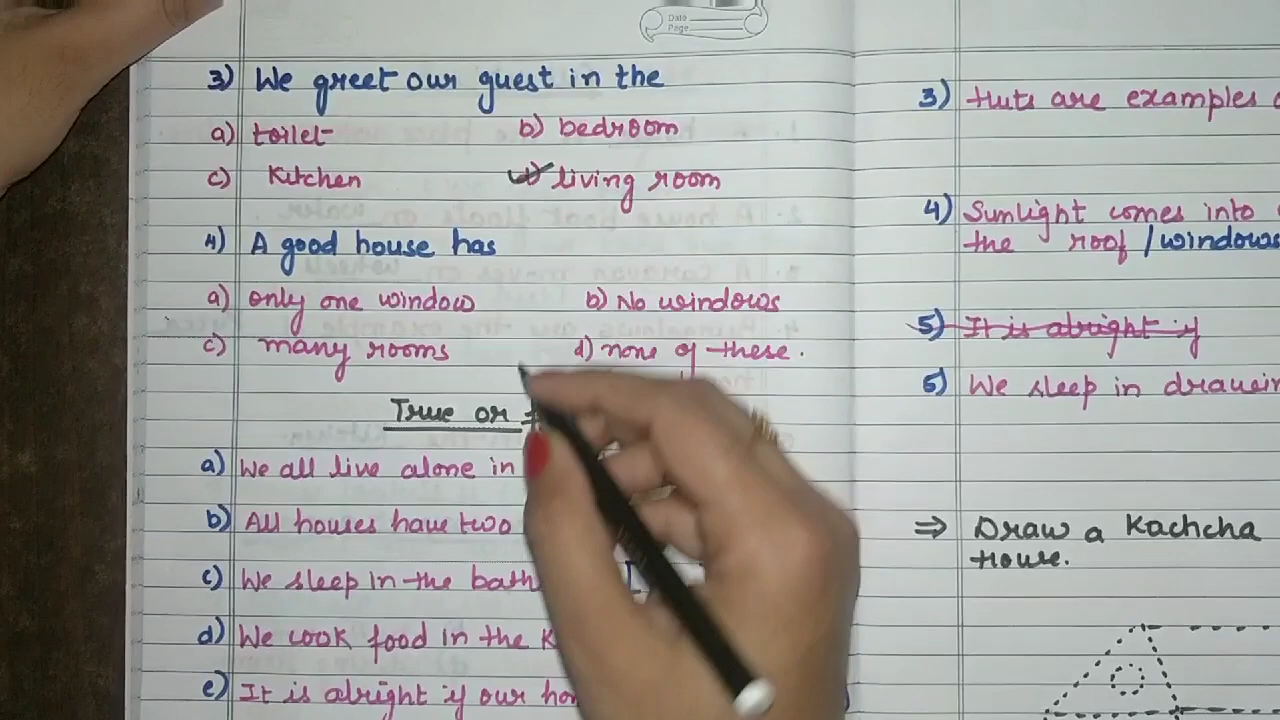 Date
Page
3) We greet our guest in the
a) toilet b) bedroom
c) Kitchen d) living room
4) A good house has
a) only one window b) No windows
c) many rooms d) none of these.
True or
a) We all live alone in
b) All houses have two
c) We sleep in the
d) We cook food in the
e) It is alright if our
3) Huts are examples
4) Sunlight comes into
the roof / windows
5) It is alright if
5) We sleep in
⇒ Draw a Kachcha
House.